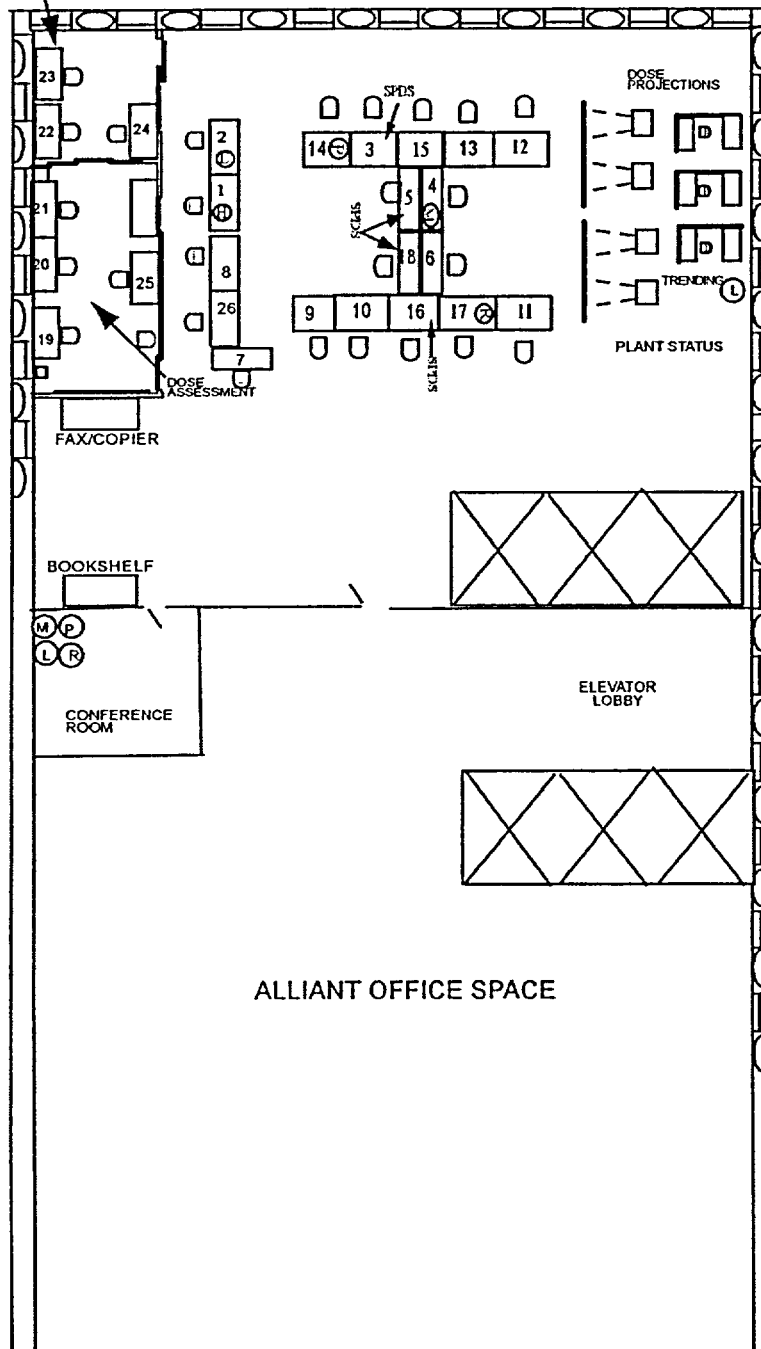 SPDS
DOSE
PROJECTIONS
23
22
24
2
L
1
H
14
P
3
15
13
12
5
4
SPDS
18
6
21
20
25
19
8
26
7
9
10
16
17
R
11
SPDS
D
D
D
TRENDING
L
PLANT STATUS
DOSE
ASSESSMENT
FAX/COPIER
BOOKSHELF
M P
L R
CONFERENCE
ROOM
ELEVATOR
LOBBY
ALLIANT OFFICE SPACE